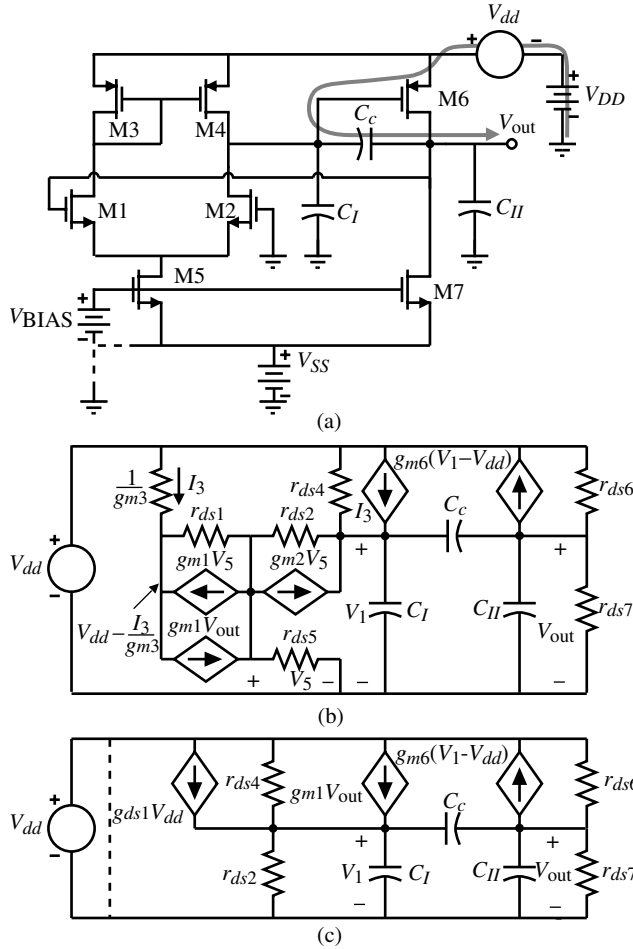 V_dd
+
−
M3
M4
M6
+
−
V_DD
C_c
V_out
M1
M2
C_I
C_II
M5
M7
+
V_BIAS
−
+
V_SS
−
(a)
1/g_m3
I_3
r_ds4
I_3
g_m6(V_1−V_dd)
r_ds6
r_ds1
r_ds2
C_c
+
V_dd
−
g_m1V_5
g_m2V_5
+
+
V_dd − I_3/g_m3
g_m1V_out
V_1
C_I
C_II
V_out
r_ds7
r_ds5
+
V_5
−
−
−
(b)
g_m6(V_1-V_dd)
+
V_dd
−
g_ds1V_dd
r_ds4
g_m1V_out
C_c
r_ds6
+
+
r_ds2
V_1
C_I
C_II
V_out
r_ds7
−
−
(c)